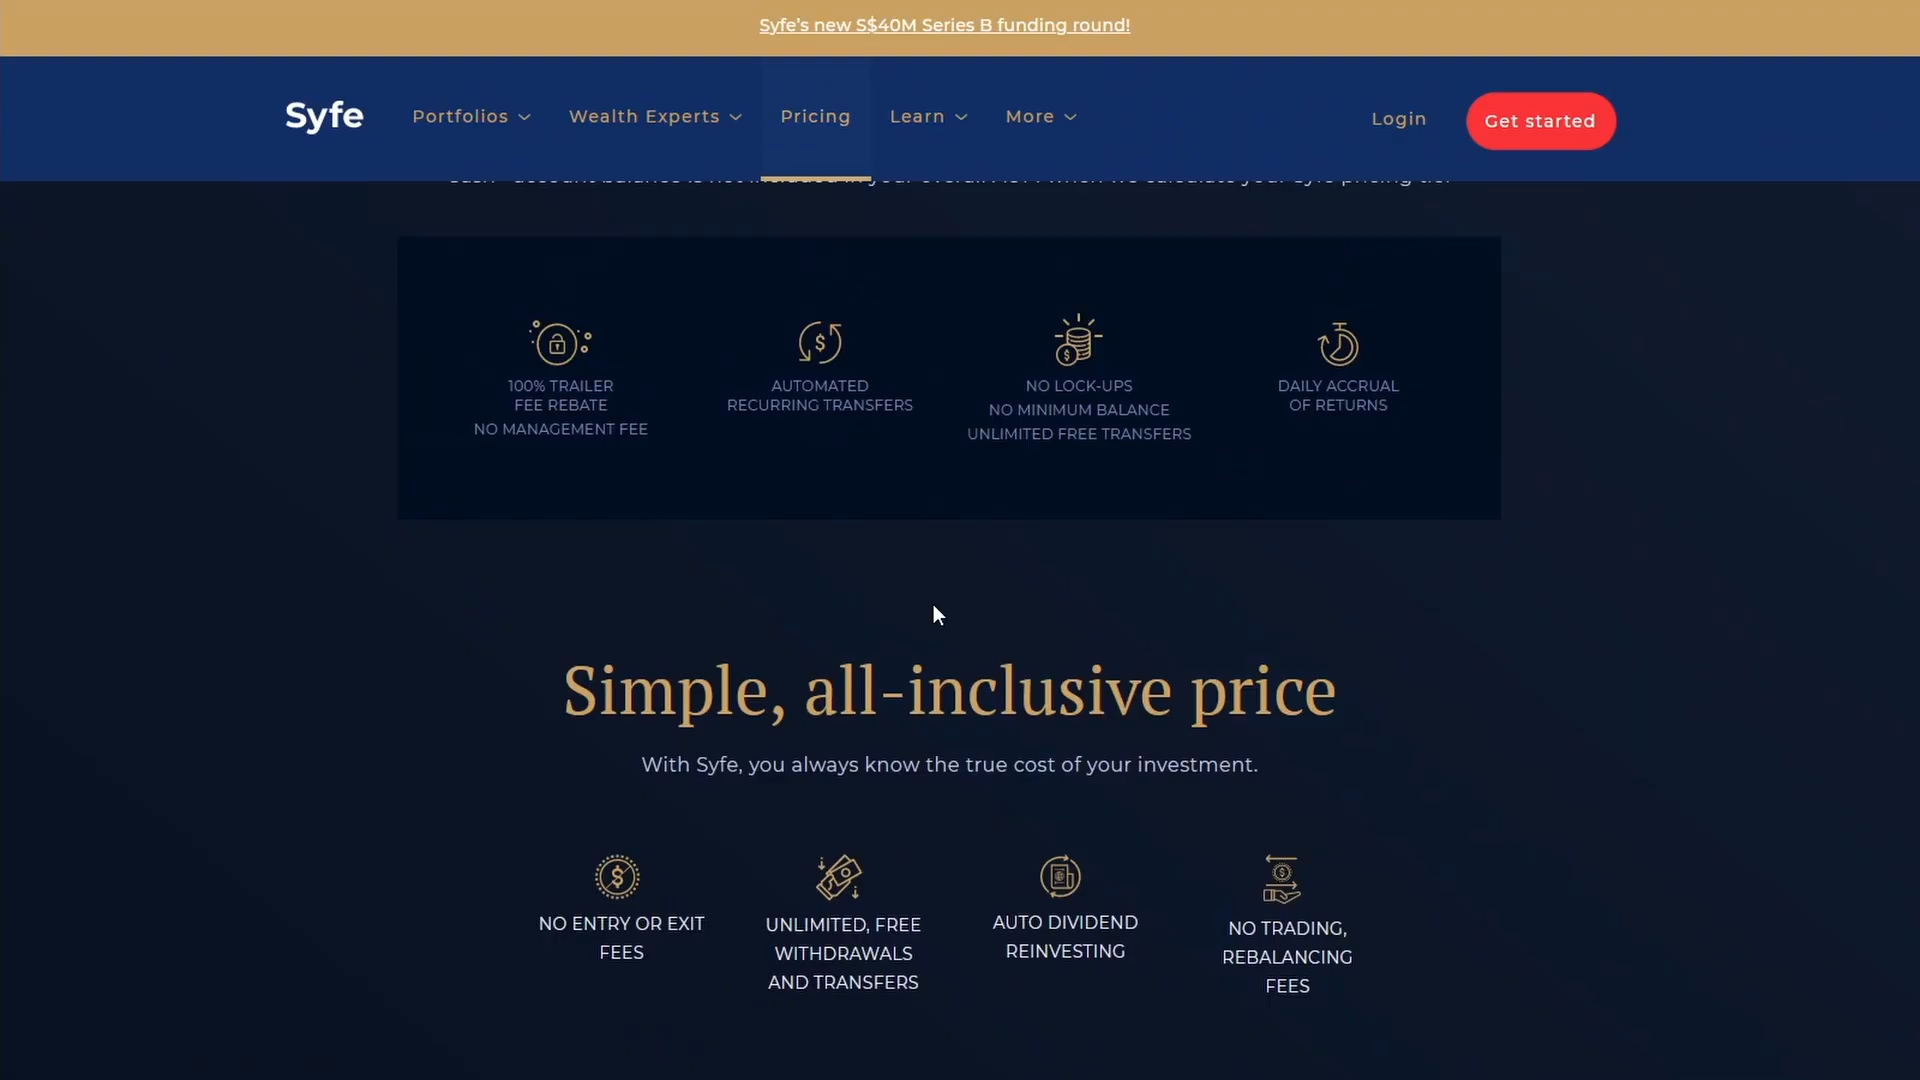 Syfe's new S$40M Series B funding round!
Syfe
Portfolios
Wealth Experts
Pricing
Learn
More
Login
Get started
100% TRAILER
FEE REBATE
NO MANAGEMENT FEE
AUTOMATED
RECURRING TRANSFERS
NO LOCK-UPS
NO MINIMUM BALANCE
UNLIMITED FREE TRANSFERS
DAILY ACCRUAL
OF RETURNS
Simple, all-inclusive price
With Syfe, you always know the true cost of your investment.
NO ENTRY OR EXIT
FEES
UNLIMITED, FREE
WITHDRAWALS
AND TRANSFERS
AUTO DIVIDEND
REINVESTING
NO TRADING,
REBALANCING
FEES